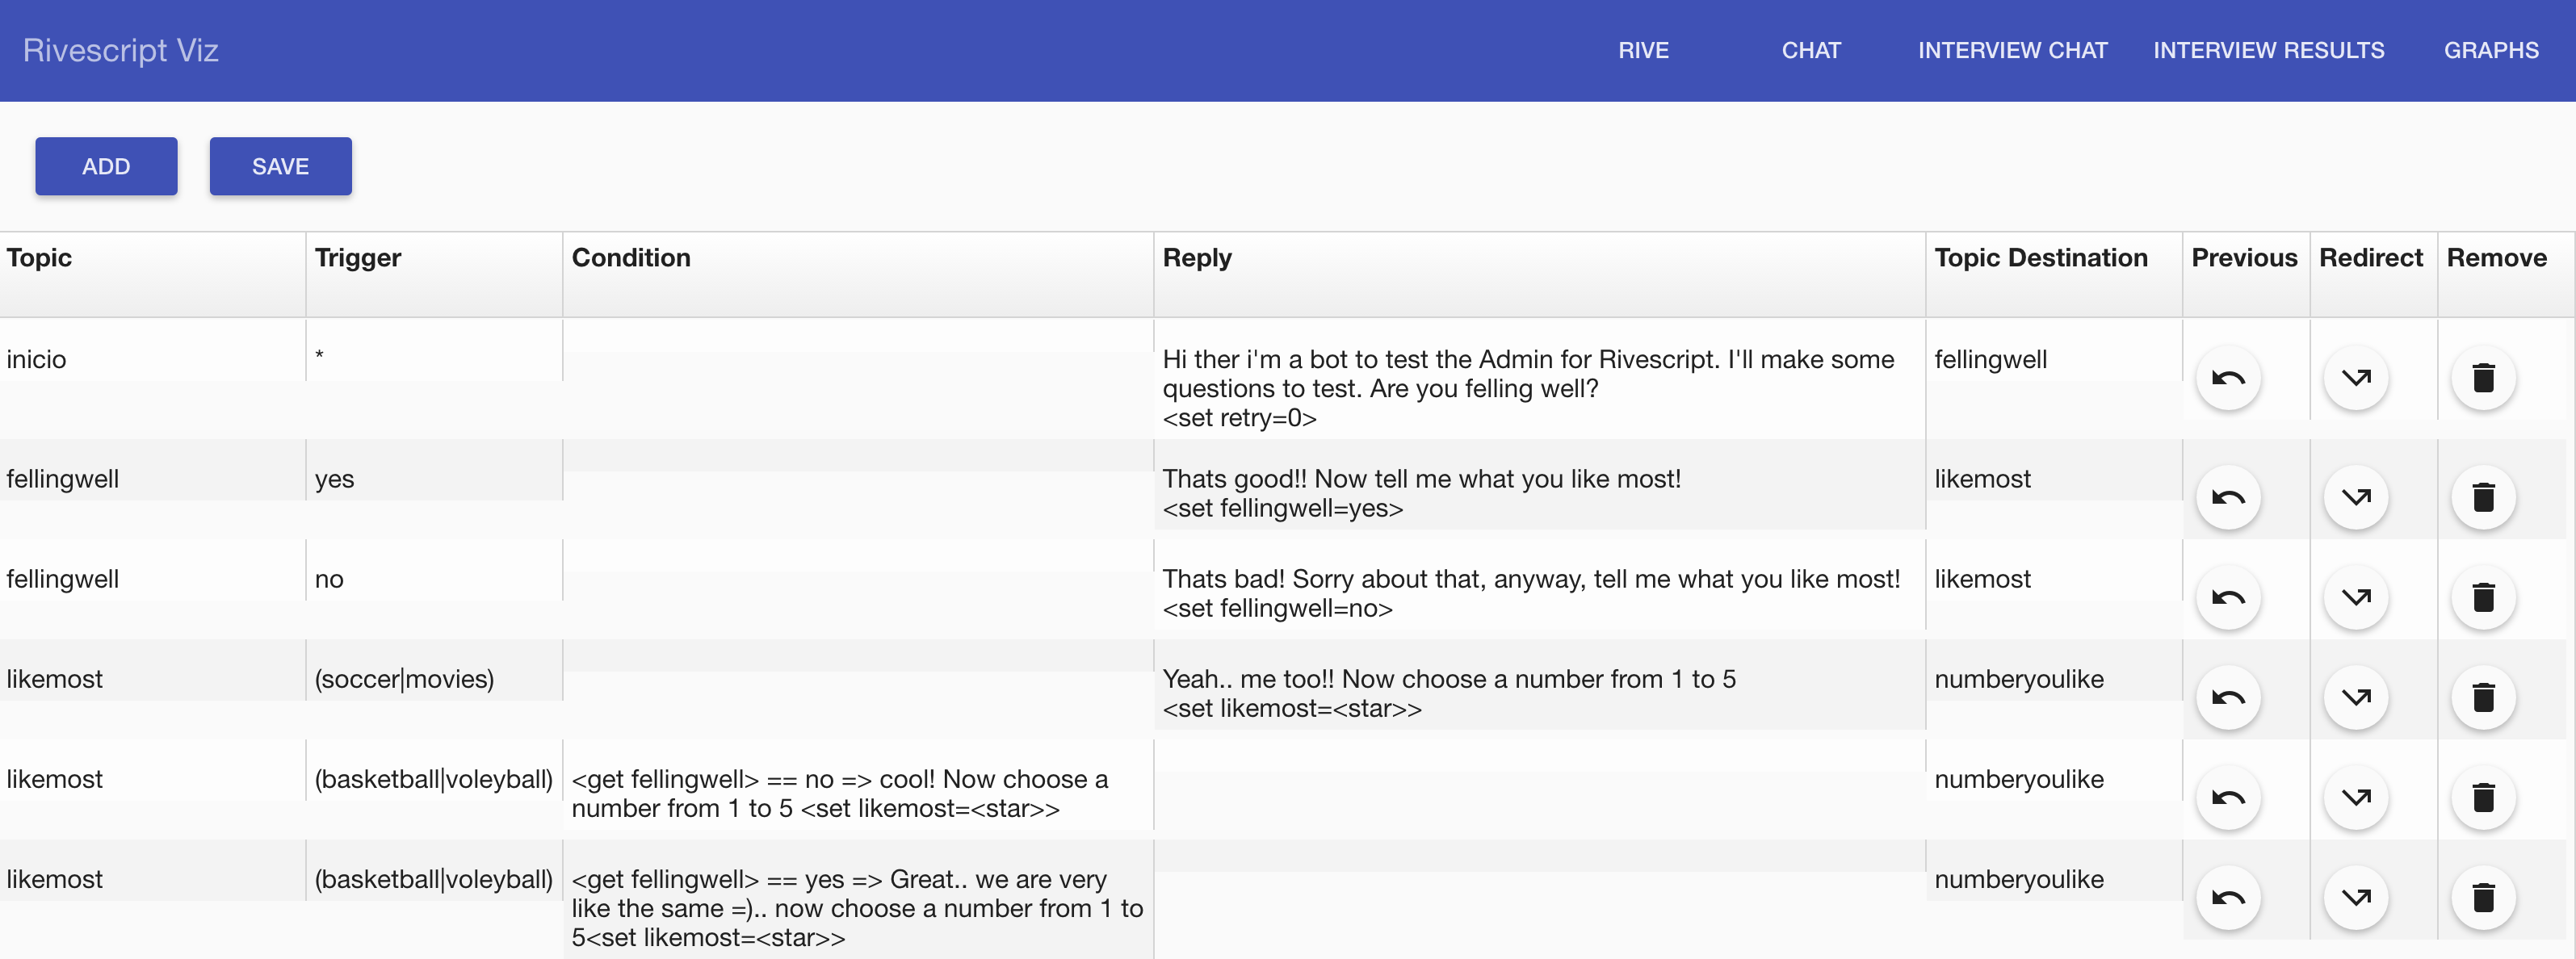 Rivescript Viz
RIVE
CHAT
INTERVIEW CHAT
INTERVIEW RESULTS
GRAPHS
ADD
SAVE
Topic
Trigger
Condition
Reply
Topic Destination
Previous
Redirect
Remove
inicio
*
Hi ther i'm a bot to test the Admin for Rivescript. I'll make some
questions to test. Are you felling well?
<set retry=0>
fellingwell
fellingwell
yes
Thats good!! Now tell me what you like most!
<set fellingwell=yes>
likemost
fellingwell
no
Thats bad! Sorry about that, anyway, tell me what you like most!
<set fellingwell=no>
likemost
likemost
(soccer|movies)
Yeah.. me too!! Now choose a number from 1 to 5
<set likemost=<star>>
numberyoulike
likemost
(basketball|voleyball)
<get fellingwell> == no => cool! Now choose a
number from 1 to 5 <set likemost=<star>>
numberyoulike
likemost
(basketball|voleyball)
<get fellingwell> == yes => Great.. we are very
like the same =).. now choose a number from 1 to
5<set likemost=<star>>
numberyoulike